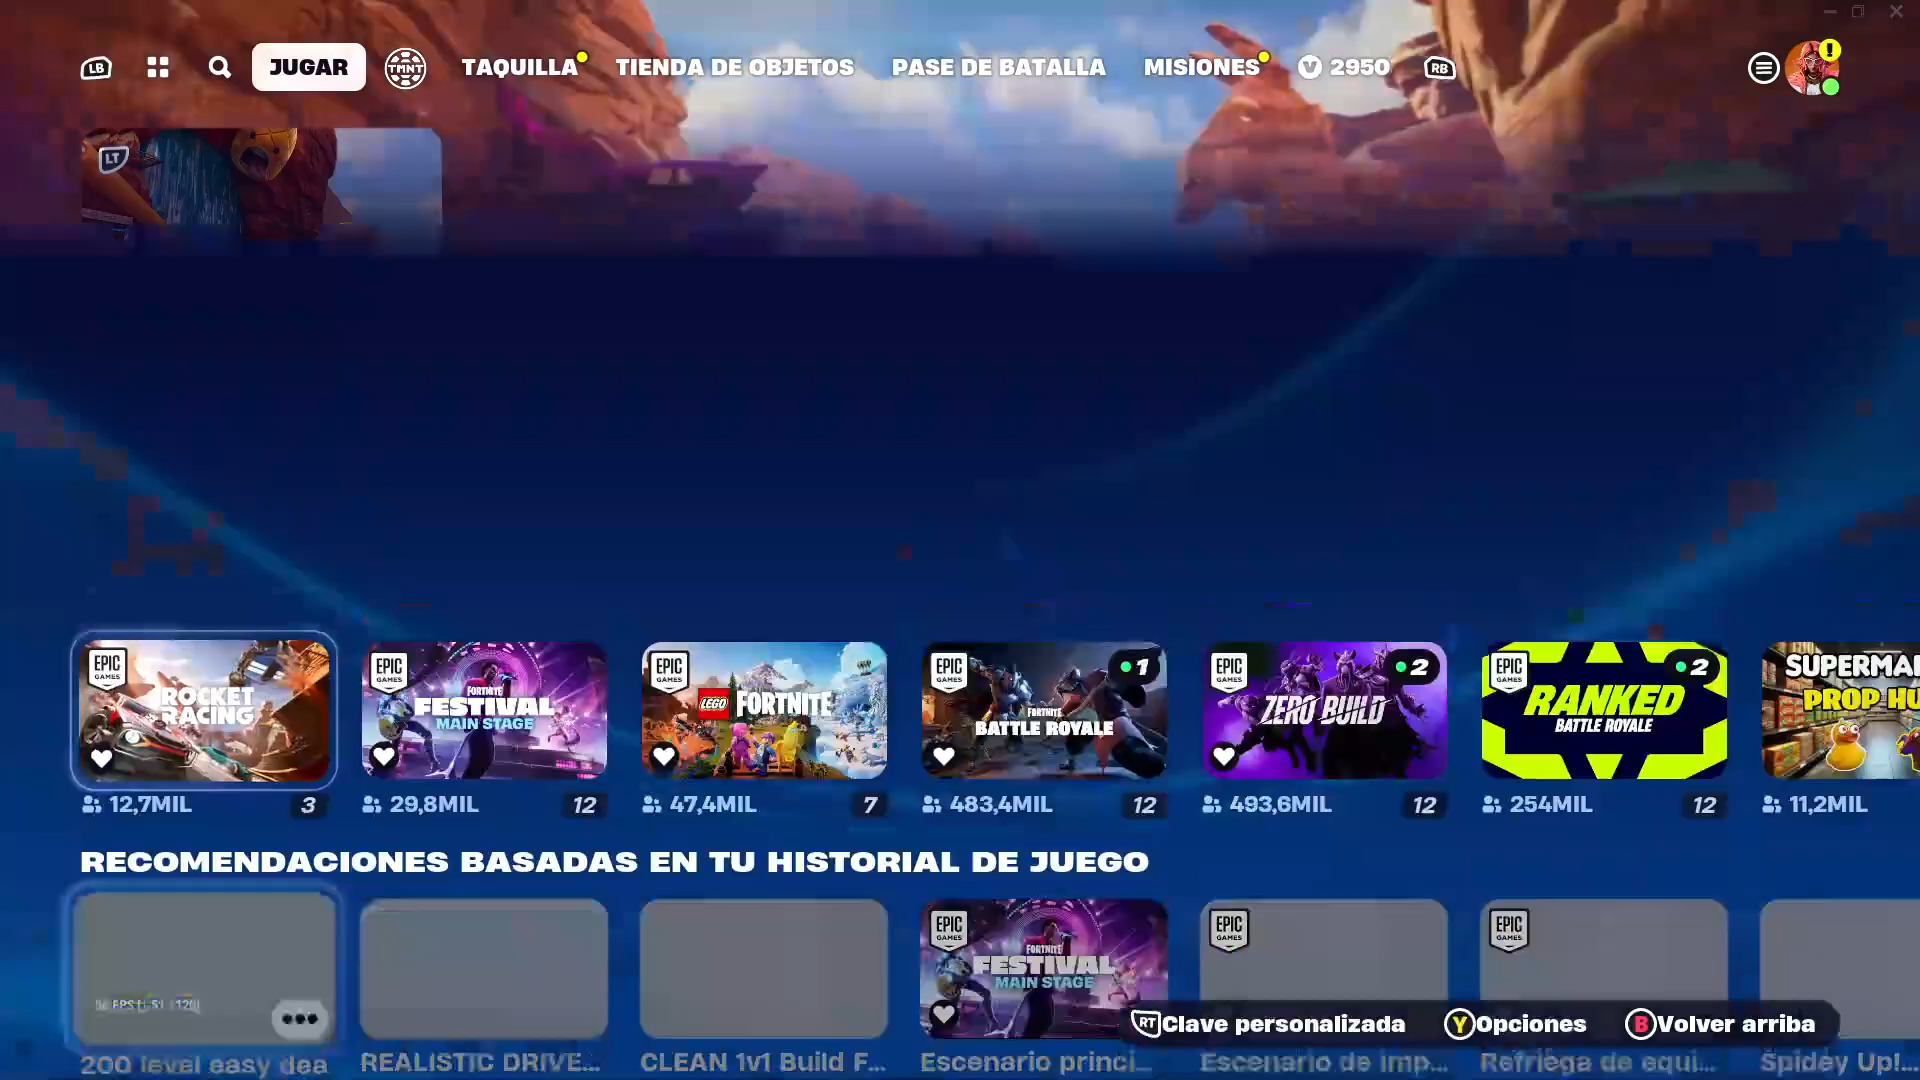 LB
JUGAR
TMNT
TAQUILLA
TIENDA DE OBJETOS
PASE DE BATALLA
MISIONES
2950
RB
LT
EPIC GAMES
ROCKET RACING
EPIC GAMES
FORTNITE
FESTIVAL
MAIN STAGE
EPIC GAMES
LEGO FORTNITE
EPIC GAMES
1
FORTNITE
BATTLE ROYALE
EPIC GAMES
2
ZERO BUILD
EPIC GAMES
2
RANKED
BATTLE ROYALE
12,7MIL 3
29,8MIL 12
47,4MIL 7
483,4MIL 12
493,6MIL 12
254MIL 12
11,2MIL
RECOMENDACIONES BASADAS EN TU HISTORIAL DE JUEGO
EPIC GAMES
FORTNITE
FESTIVAL
MAIN STAGE
EPIC GAMES
EPIC GAMES
RT Clave personalizada
Y Opciones
B Volver arriba
200 level easy dea
REALISTIC DRIVE...
CLEAN 1v1 Build F...
Escenario princi...
Escenario de imp...
Refriega de equi...
Spidey Up!...